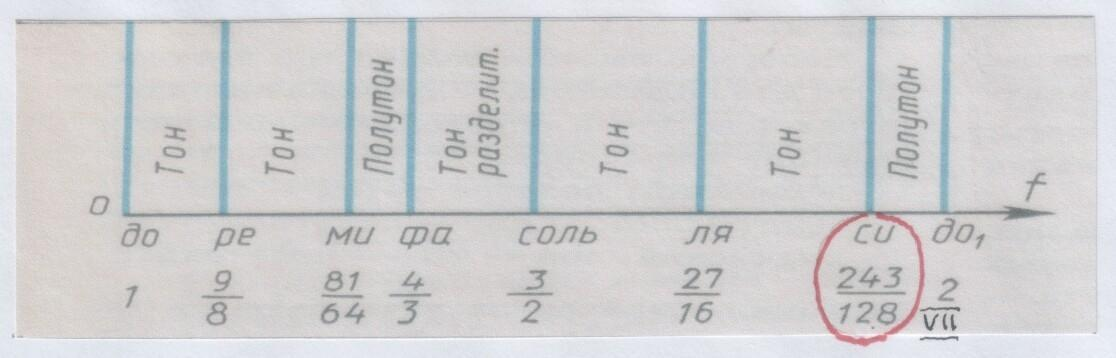 Тон Тон Полутон Тон разделит. Тон Тон Полутон
0 f
до ре ми фа соль ля си до₁
1 9/8 81/64 4/3 3/2 27/16 243/128 2
VII